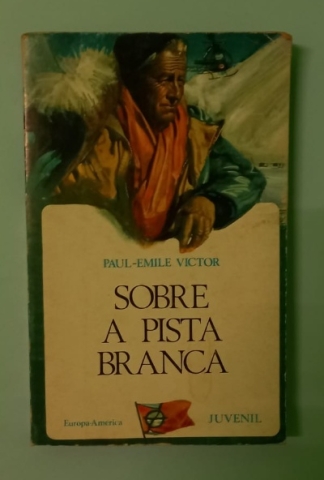 PAUL-EMILE VICTOR
SOBRE
A PISTA
BRANCA
Europa-América
JUVENIL